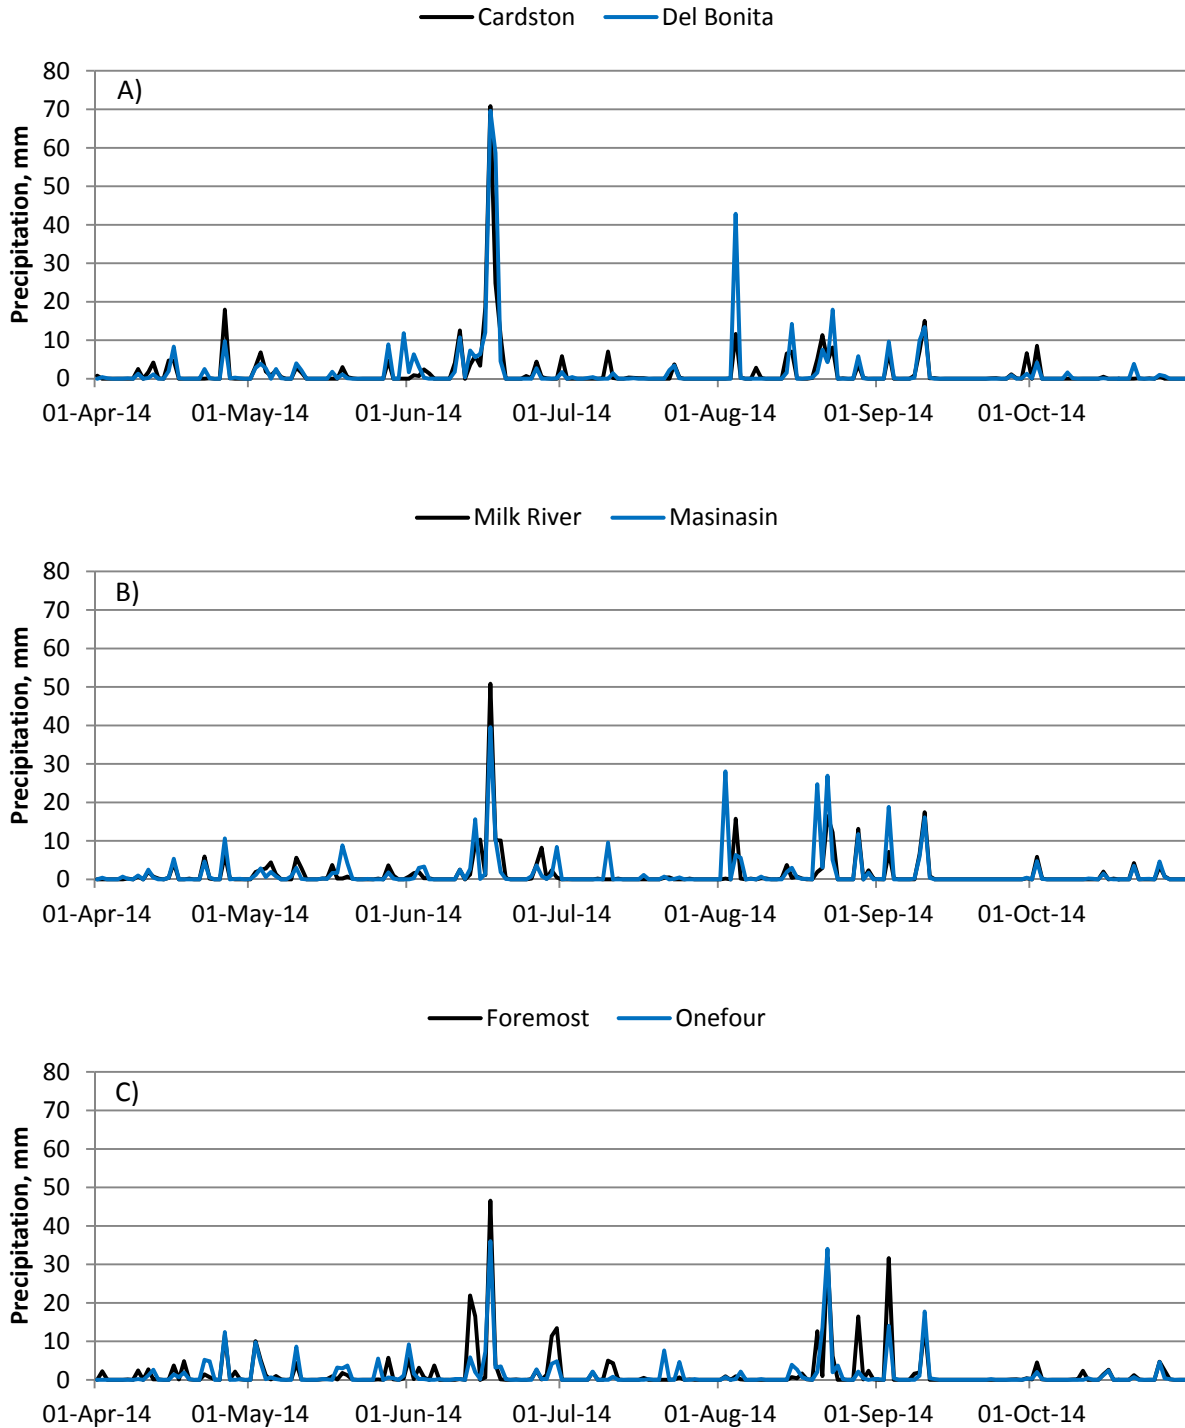 Cardston Del Bonita
A)
Precipitation, mm
80
70
60
50
40
30
20
10
0
01-Apr-14 01-May-14 01-Jun-14 01-Jul-14 01-Aug-14 01-Sep-14 01-Oct-14
Milk River Masinasin
B)
Precipitation, mm
80
70
60
50
40
30
20
10
0
01-Apr-14 01-May-14 01-Jun-14 01-Jul-14 01-Aug-14 01-Sep-14 01-Oct-14
Foremost Onefour
C)
Precipitation, mm
80
70
60
50
40
30
20
10
0
01-Apr-14 01-May-14 01-Jun-14 01-Jul-14 01-Aug-14 01-Sep-14 01-Oct-14